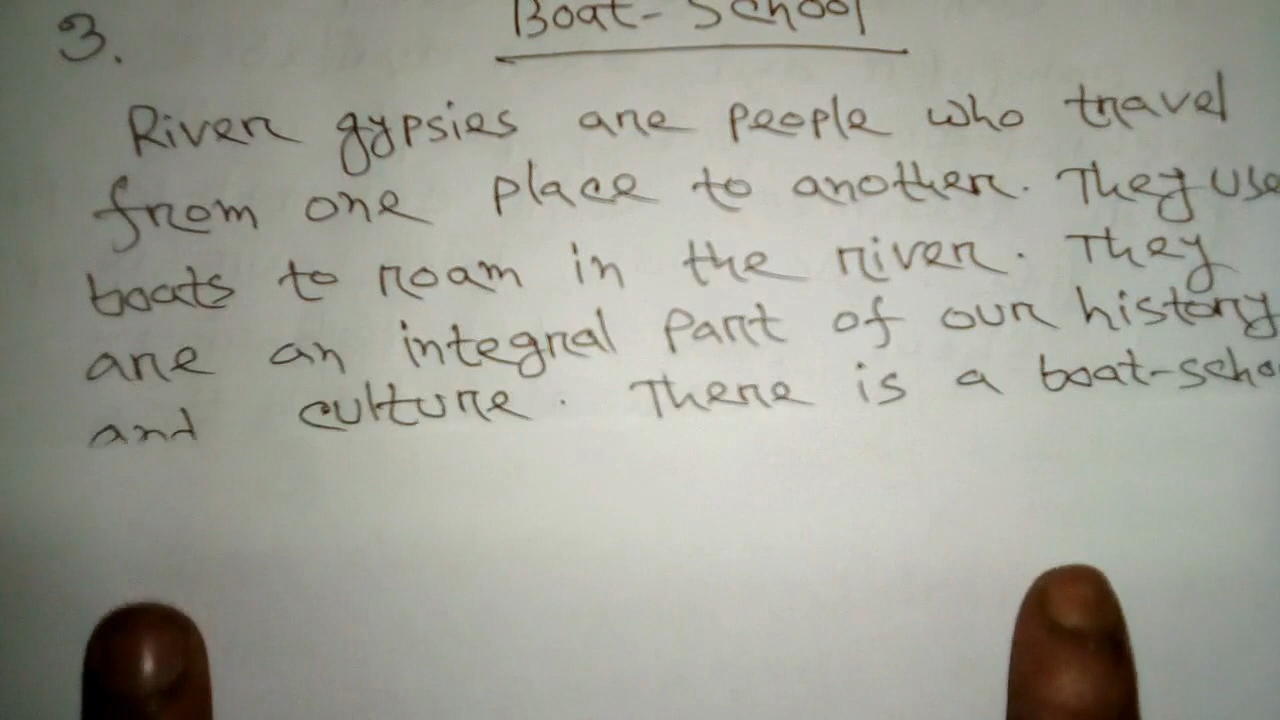 3. Boat-School
River gypsies are people who travel
from one place to another. They use
boats to roam in the river. They
are an integral part of our history
and culture. There is a boat-scho